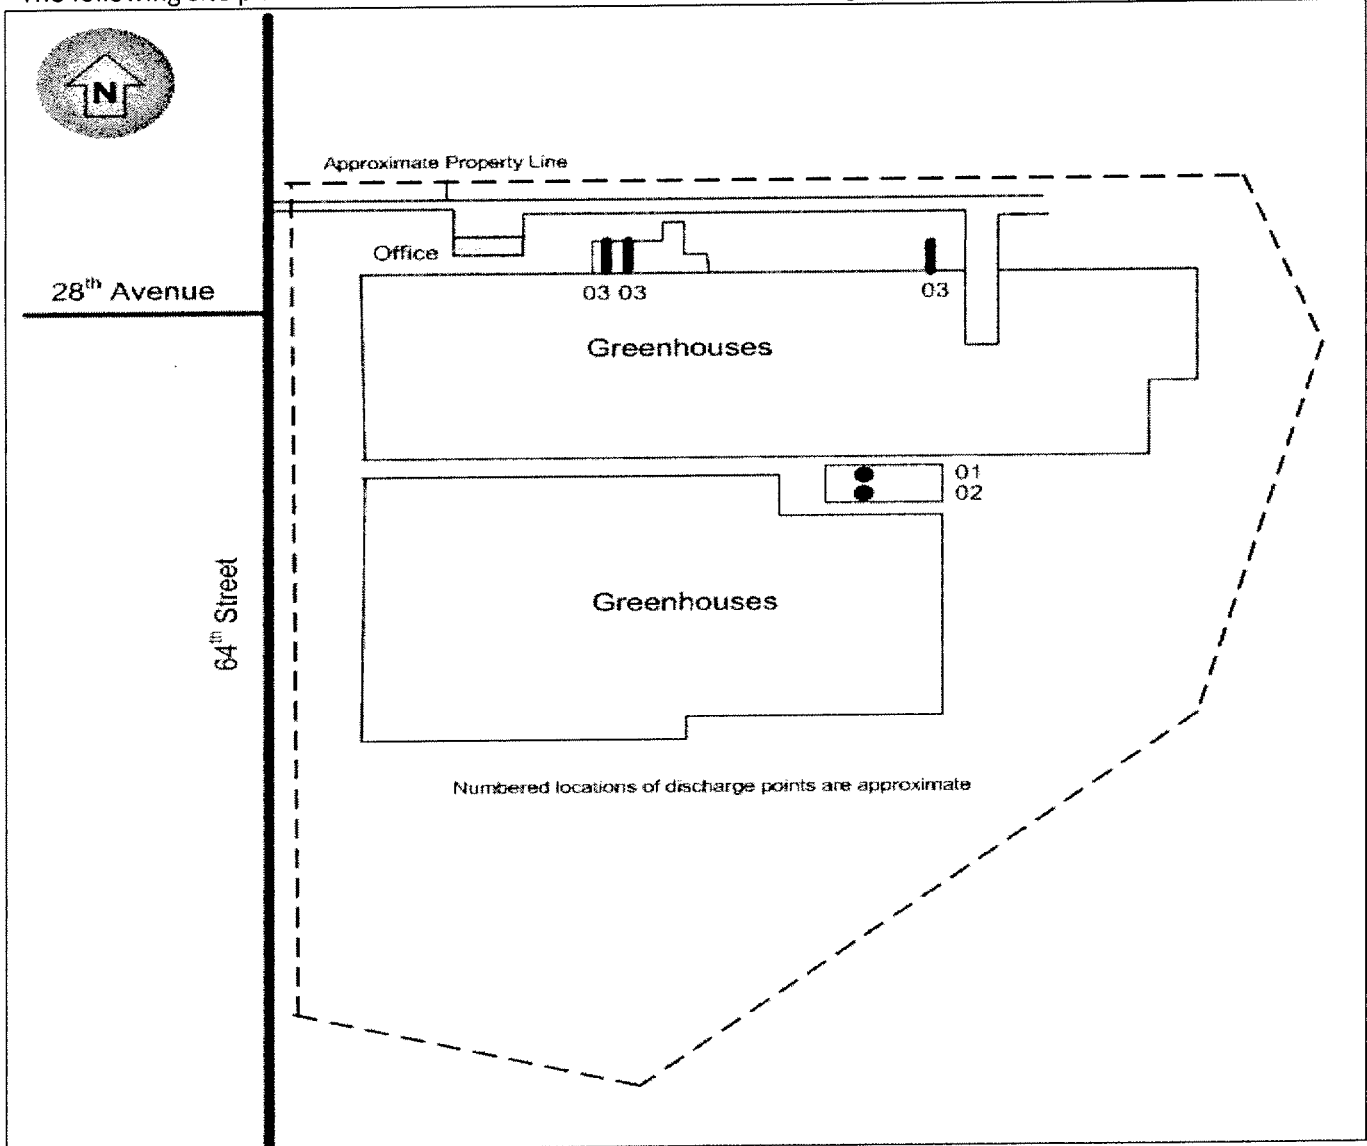 N
Approximate Property Line
Office
28th Avenue
03 03
03
Greenhouses
01
02
64th Street
Greenhouses
Numbered locations of discharge points are approximate